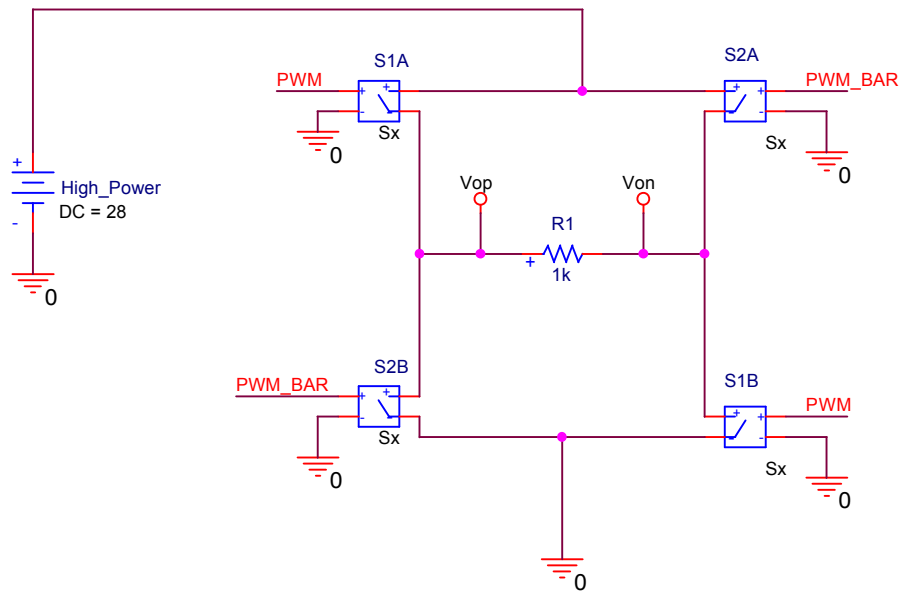 S1A
S2A
PWM
PWM_BAR
+
+
-
+
+
-
Sx
Sx
0
0
+
High_Power
DC = 28
-
0
Vop
Von
R1
+
1k
S2B
S1B
PWM_BAR
PWM
+
+
-
+
+
-
Sx
Sx
0
0
0